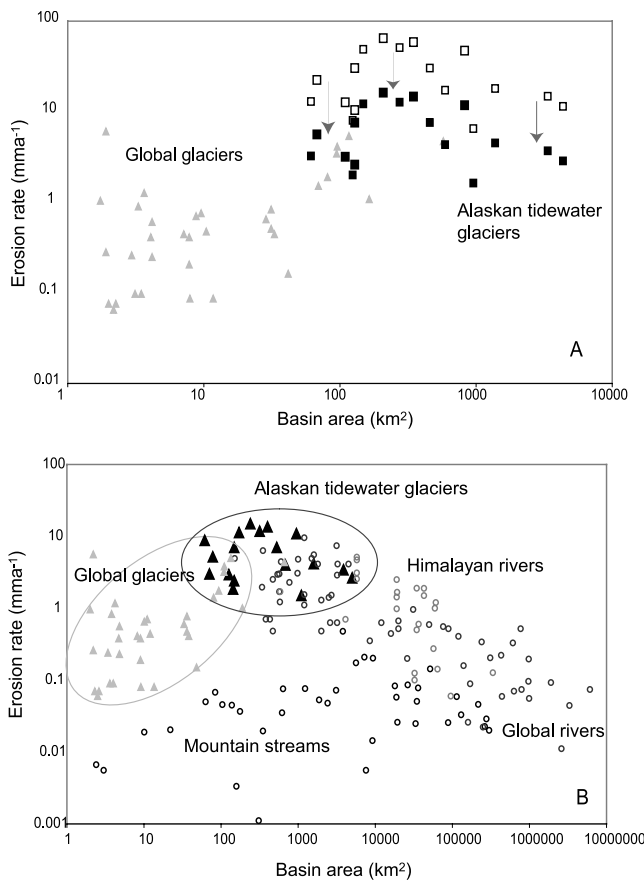 100
10
1
0.1
0.01
Erosion rate (mma-1)
Global glaciers
Alaskan tidewater
glaciers
A
1
10
100
1000
10000
Basin area (km²)
100
10
1
0.1
0.01
0.001
Erosion rate (mma-1)
Alaskan tidewater glaciers
Global glaciers
Himalayan rivers
Mountain streams
Global rivers
B
1
10
100
1000
10000
100000
1000000
10000000
Basin area (km²)